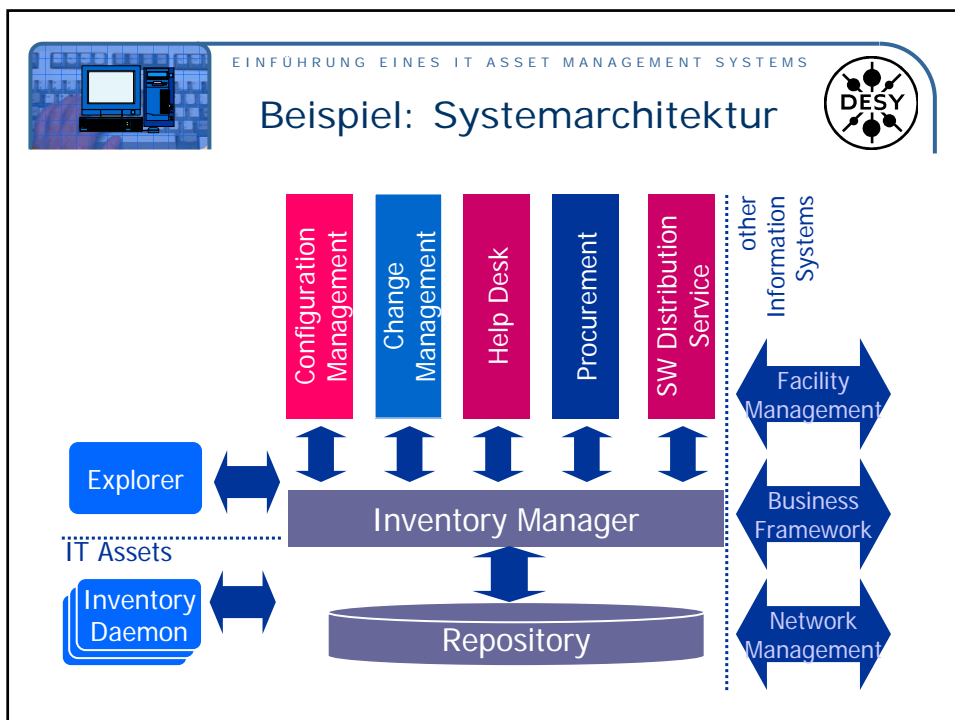 EINFÜHRUNG EINES IT ASSET MANAGEMENT SYSTEMS
Beispiel: Systemarchitektur
DESY
Configuration
Management
Change
Management
Help Desk
Procurement
SW Distribution
Service
other
Information
Systems
Facility
Management
Explorer
Inventory Manager
Business
Framework
IT Assets
Inventory
Daemon
Repository
Network
Management